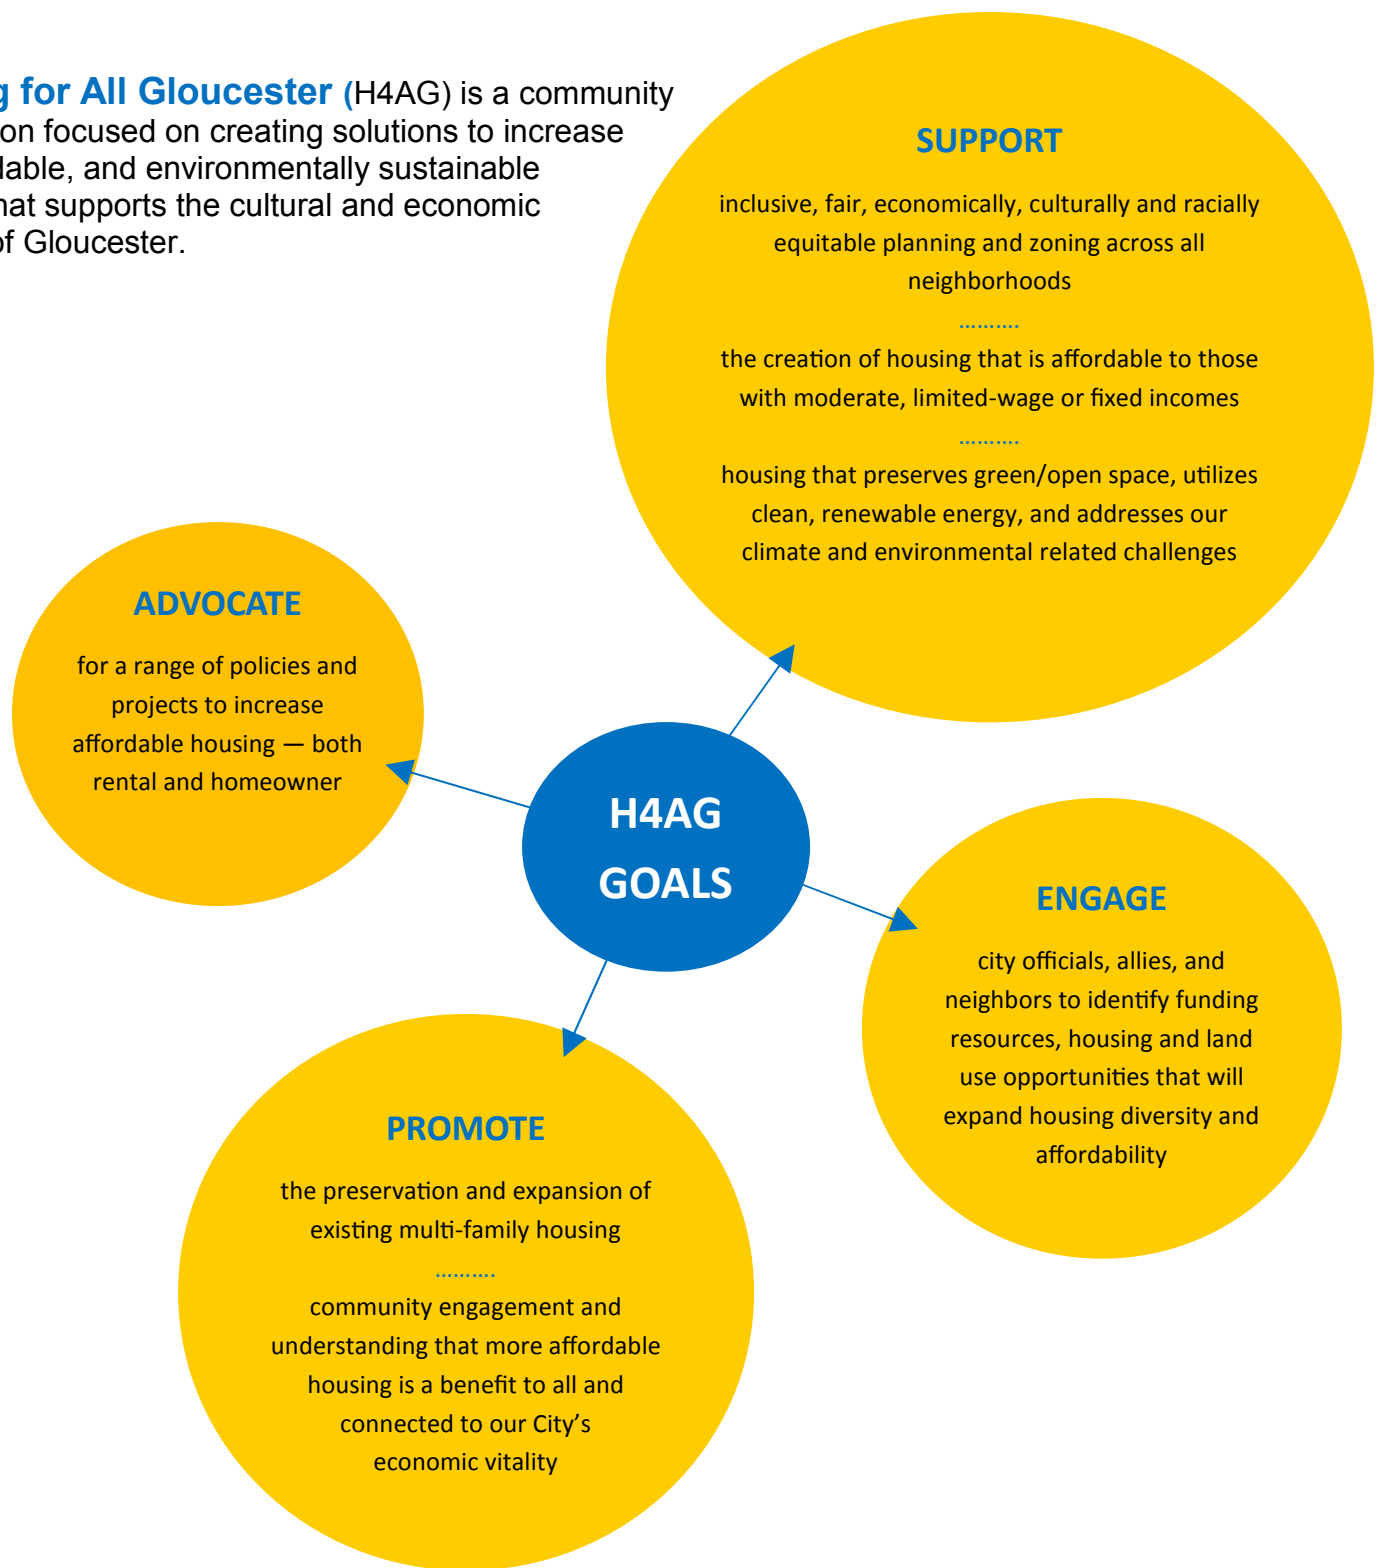 g for All Gloucester (H4AG) is a community
on focused on creating solutions to increase
dable, and environmentally sustainable
hat supports the cultural and economic
of Gloucester.
SUPPORT
inclusive, fair, economically, culturally and racially
equitable planning and zoning across all
neighborhoods
..........
the creation of housing that is affordable to those
with moderate, limited-wage or fixed incomes
..........
housing that preserves green/open space, utilizes
clean, renewable energy, and addresses our
climate and environmental related challenges
ADVOCATE
for a range of policies and
projects to increase
affordable housing — both
rental and homeowner
H4AG
GOALS
ENGAGE
city officials, allies, and
neighbors to identify funding
resources, housing and land
use opportunities that will
expand housing diversity and
affordability
PROMOTE
the preservation and expansion of
existing multi-family housing
..........
community engagement and
understanding that more affordable
housing is a benefit to all and
connected to our City’s
economic vitality